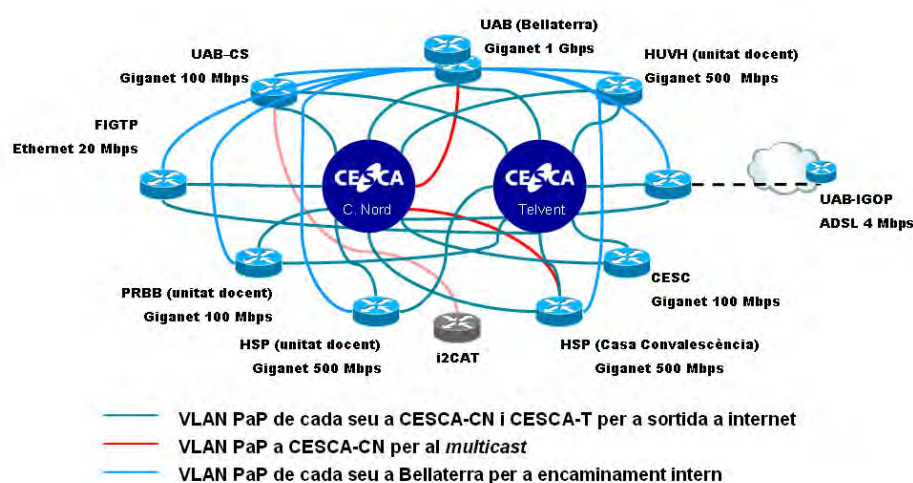 UAB (Bellaterra)
Giganet 1 Gbps
UAB-CS
Giganet 100 Mbps
HUVH (unitat docent)
Giganet 500 Mbps
FIGTP
Ethernet 20 Mbps
CESCA
C. Nord
CESCA
Telvent
UAB-IGOP
ADSL 4 Mbps
PRBB (unitat docent)
Giganet 100 Mbps
CESC
Giganet 100 Mbps
HSP (unitat docent)
Giganet 500 Mbps
i2CAT
HSP (Casa Convalescència)
Giganet 500 Mbps
VLAN PaP de cada seu a CESCA-CN i CESCA-T per a sortida a internet
VLAN PaP a CESCA-CN per al multicast
VLAN PaP de cada seu a Bellaterra per a encaminament intern